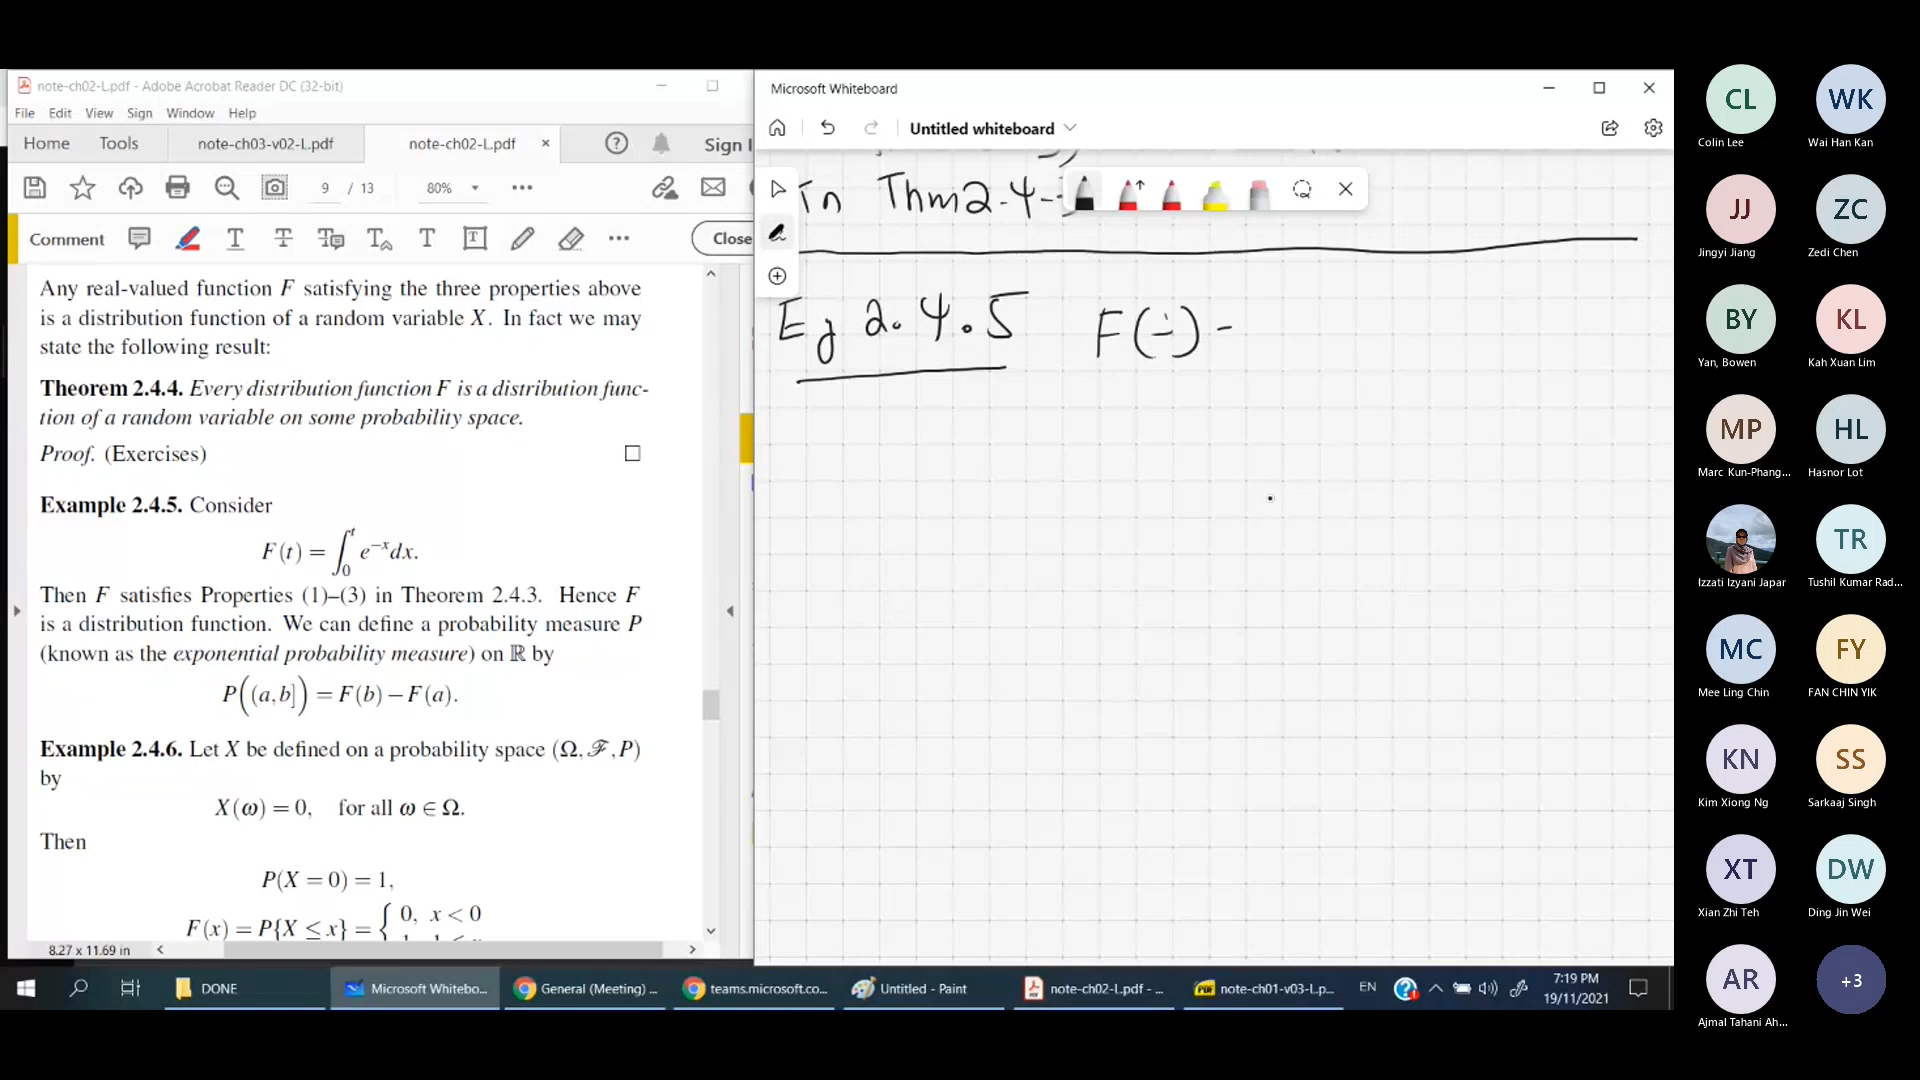 note-ch02-L.pdf - Adobe Acrobat Reader DC (32-bit)
File Edit View Sign Window Help
Home Tools note-ch03-v02-L.pdf note-ch02-L.pdf × Sign I
9 / 13 80%
Comment Close
Any real-valued function F satisfying the three properties above
is a distribution function of a random variable X. In fact we may
state the following result:
Theorem 2.4.4. Every distribution function F is a distribution func-
tion of a random variable on some probability space.
Proof. (Exercises) □
Example 2.4.5. Consider
F(t) = ∫₀ᵗ e⁻ˣdx.
Then F satisfies Properties (1)–(3) in Theorem 2.4.3. Hence F
is a distribution function. We can define a probability measure P
(known as the exponential probability measure) on ℝ by
P((a,b]) = F(b) − F(a).
Example 2.4.6. Let X be defined on a probability space (Ω, ℱ, P)
by
X(ω) = 0, for all ω ∈ Ω.
Then
P(X = 0) = 1,
F(x) = P{X ≤ x} = { 0, x < 0
8.27 x 11.69 in
Microsoft Whiteboard
Untitled whiteboard
In Thm2-4-
Eg 2.4.5 F(
CL WK
Colin Lee Wai Han Kan
JJ ZC
Jingyi Jiang Zedi Chen
BY KL
Yan, Bowen Kah Xuan Lim
MP HL
Marc Kun-Phang... Hasnor Lot
TR
Izzati Izyani Japar Tushil Kumar Rad...
MC FY
Mee Ling Chin FAN CHIN YIK
KN SS
Kim Xiong Ng Sarkaaj Singh
XT DW
Xian Zhi Teh Ding Jin Wei
AR +3
Ajmal Tahani Ah...
DONE Microsoft Whitebo... General (Meeting) ... teams.microsoft.co... Untitled - Paint note-ch02-L.pdf - ... note-ch01-v03-L.p... EN 7:19 PM
19/11/2021